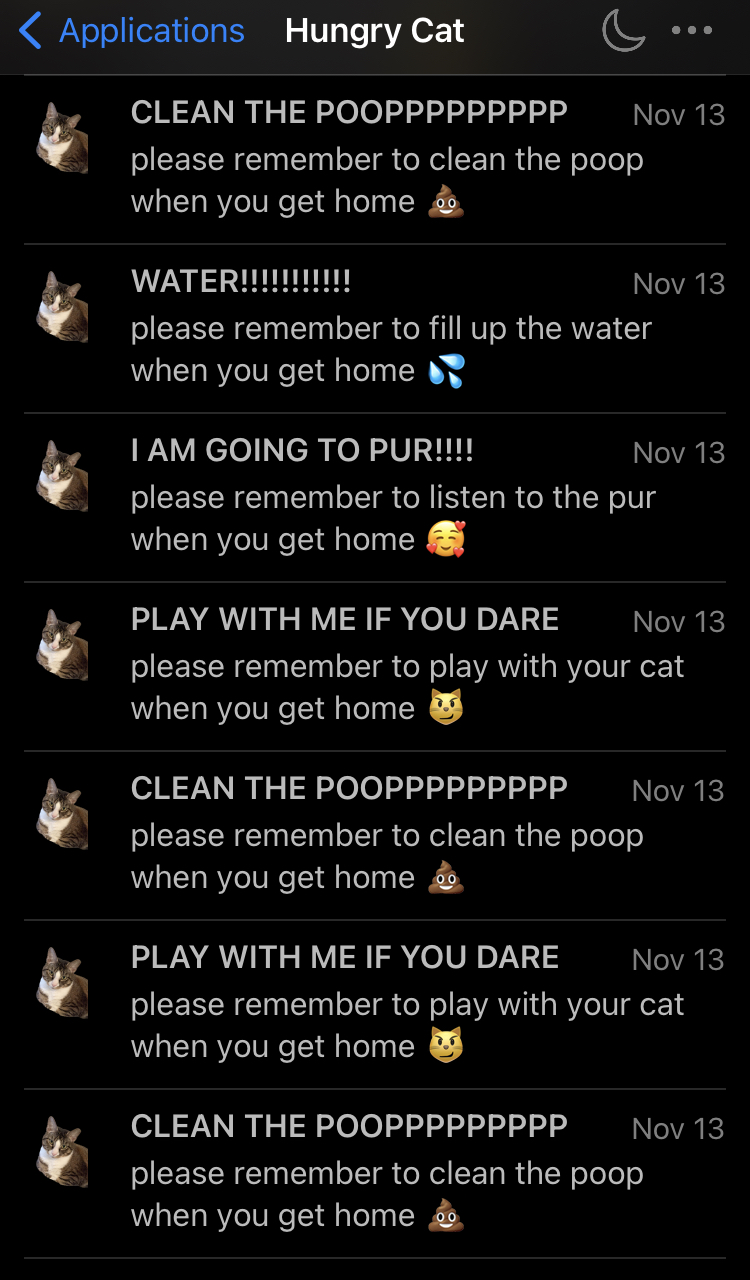 Applications
Hungry Cat
CLEAN THE POOPPPPPPPPPP
Nov 13
please remember to clean the poop
when you get home 💩
WATER!!!!!!!!!!!
Nov 13
please remember to fill up the water
when you get home 💦
I AM GOING TO PUR!!!!
Nov 13
please remember to listen to the pur
when you get home 🥰
PLAY WITH ME IF YOU DARE
Nov 13
please remember to play with your cat
when you get home 😼
CLEAN THE POOPPPPPPPPPP
Nov 13
please remember to clean the poop
when you get home 💩
PLAY WITH ME IF YOU DARE
Nov 13
please remember to play with your cat
when you get home 😼
CLEAN THE POOPPPPPPPPPP
Nov 13
please remember to clean the poop
when you get home 💩